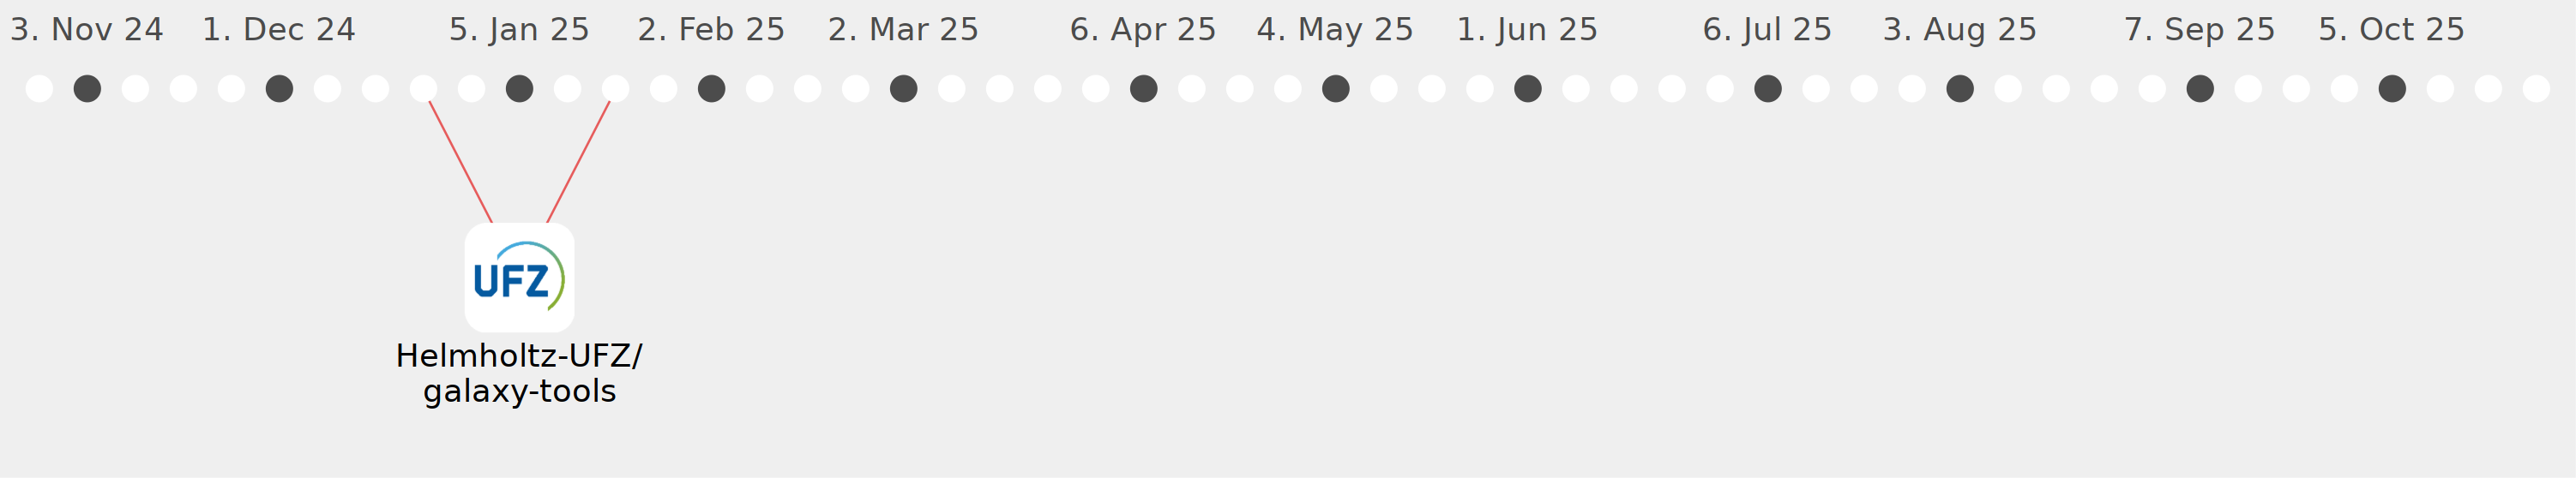 3. Nov 24 1. Dec 24 5. Jan 25 2. Feb 25 2. Mar 25 6. Apr 25 4. May 25 1. Jun 25 6. Jul 25 3. Aug 25 7. Sep 25 5. Oct 25
UFZ
Helmholtz-UFZ/
galaxy-tools